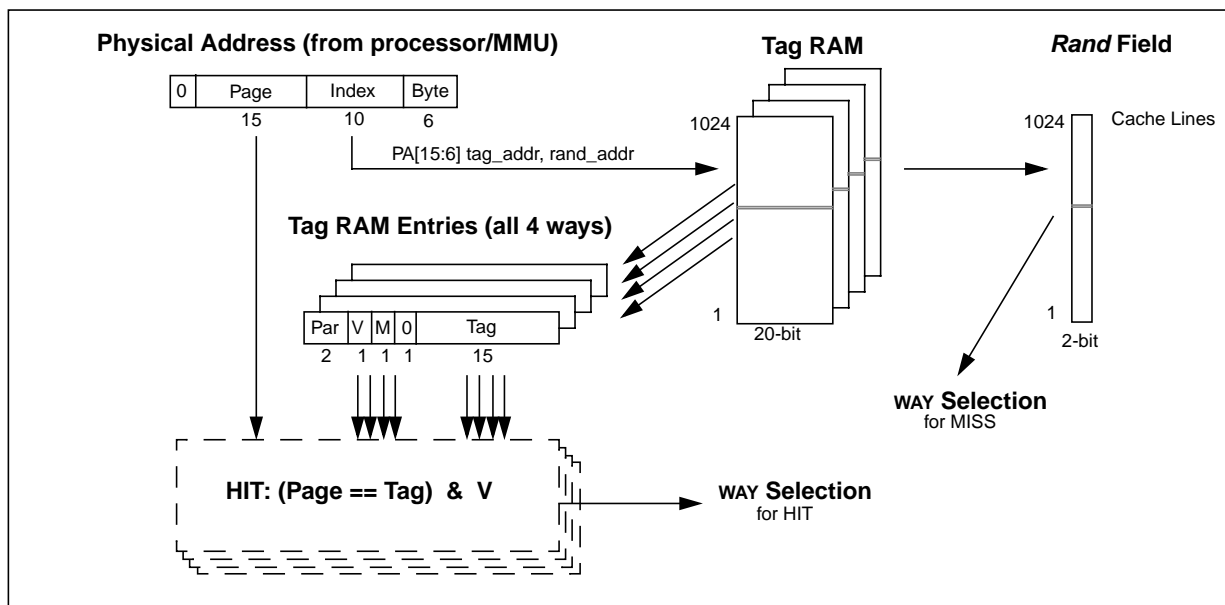 Physical Address (from processor/MMU)
Tag RAM
Rand Field
0 Page Index Byte
15 10 6
1024
1024
Cache Lines
PA[15:6] tag_addr, rand_addr
Tag RAM Entries (all 4 ways)
Par V M 0 Tag
2 1 1 1 15
1
20-bit
1
2-bit
WAY Selection
for MISS
HIT: (Page == Tag) & V
WAY Selection
for HIT